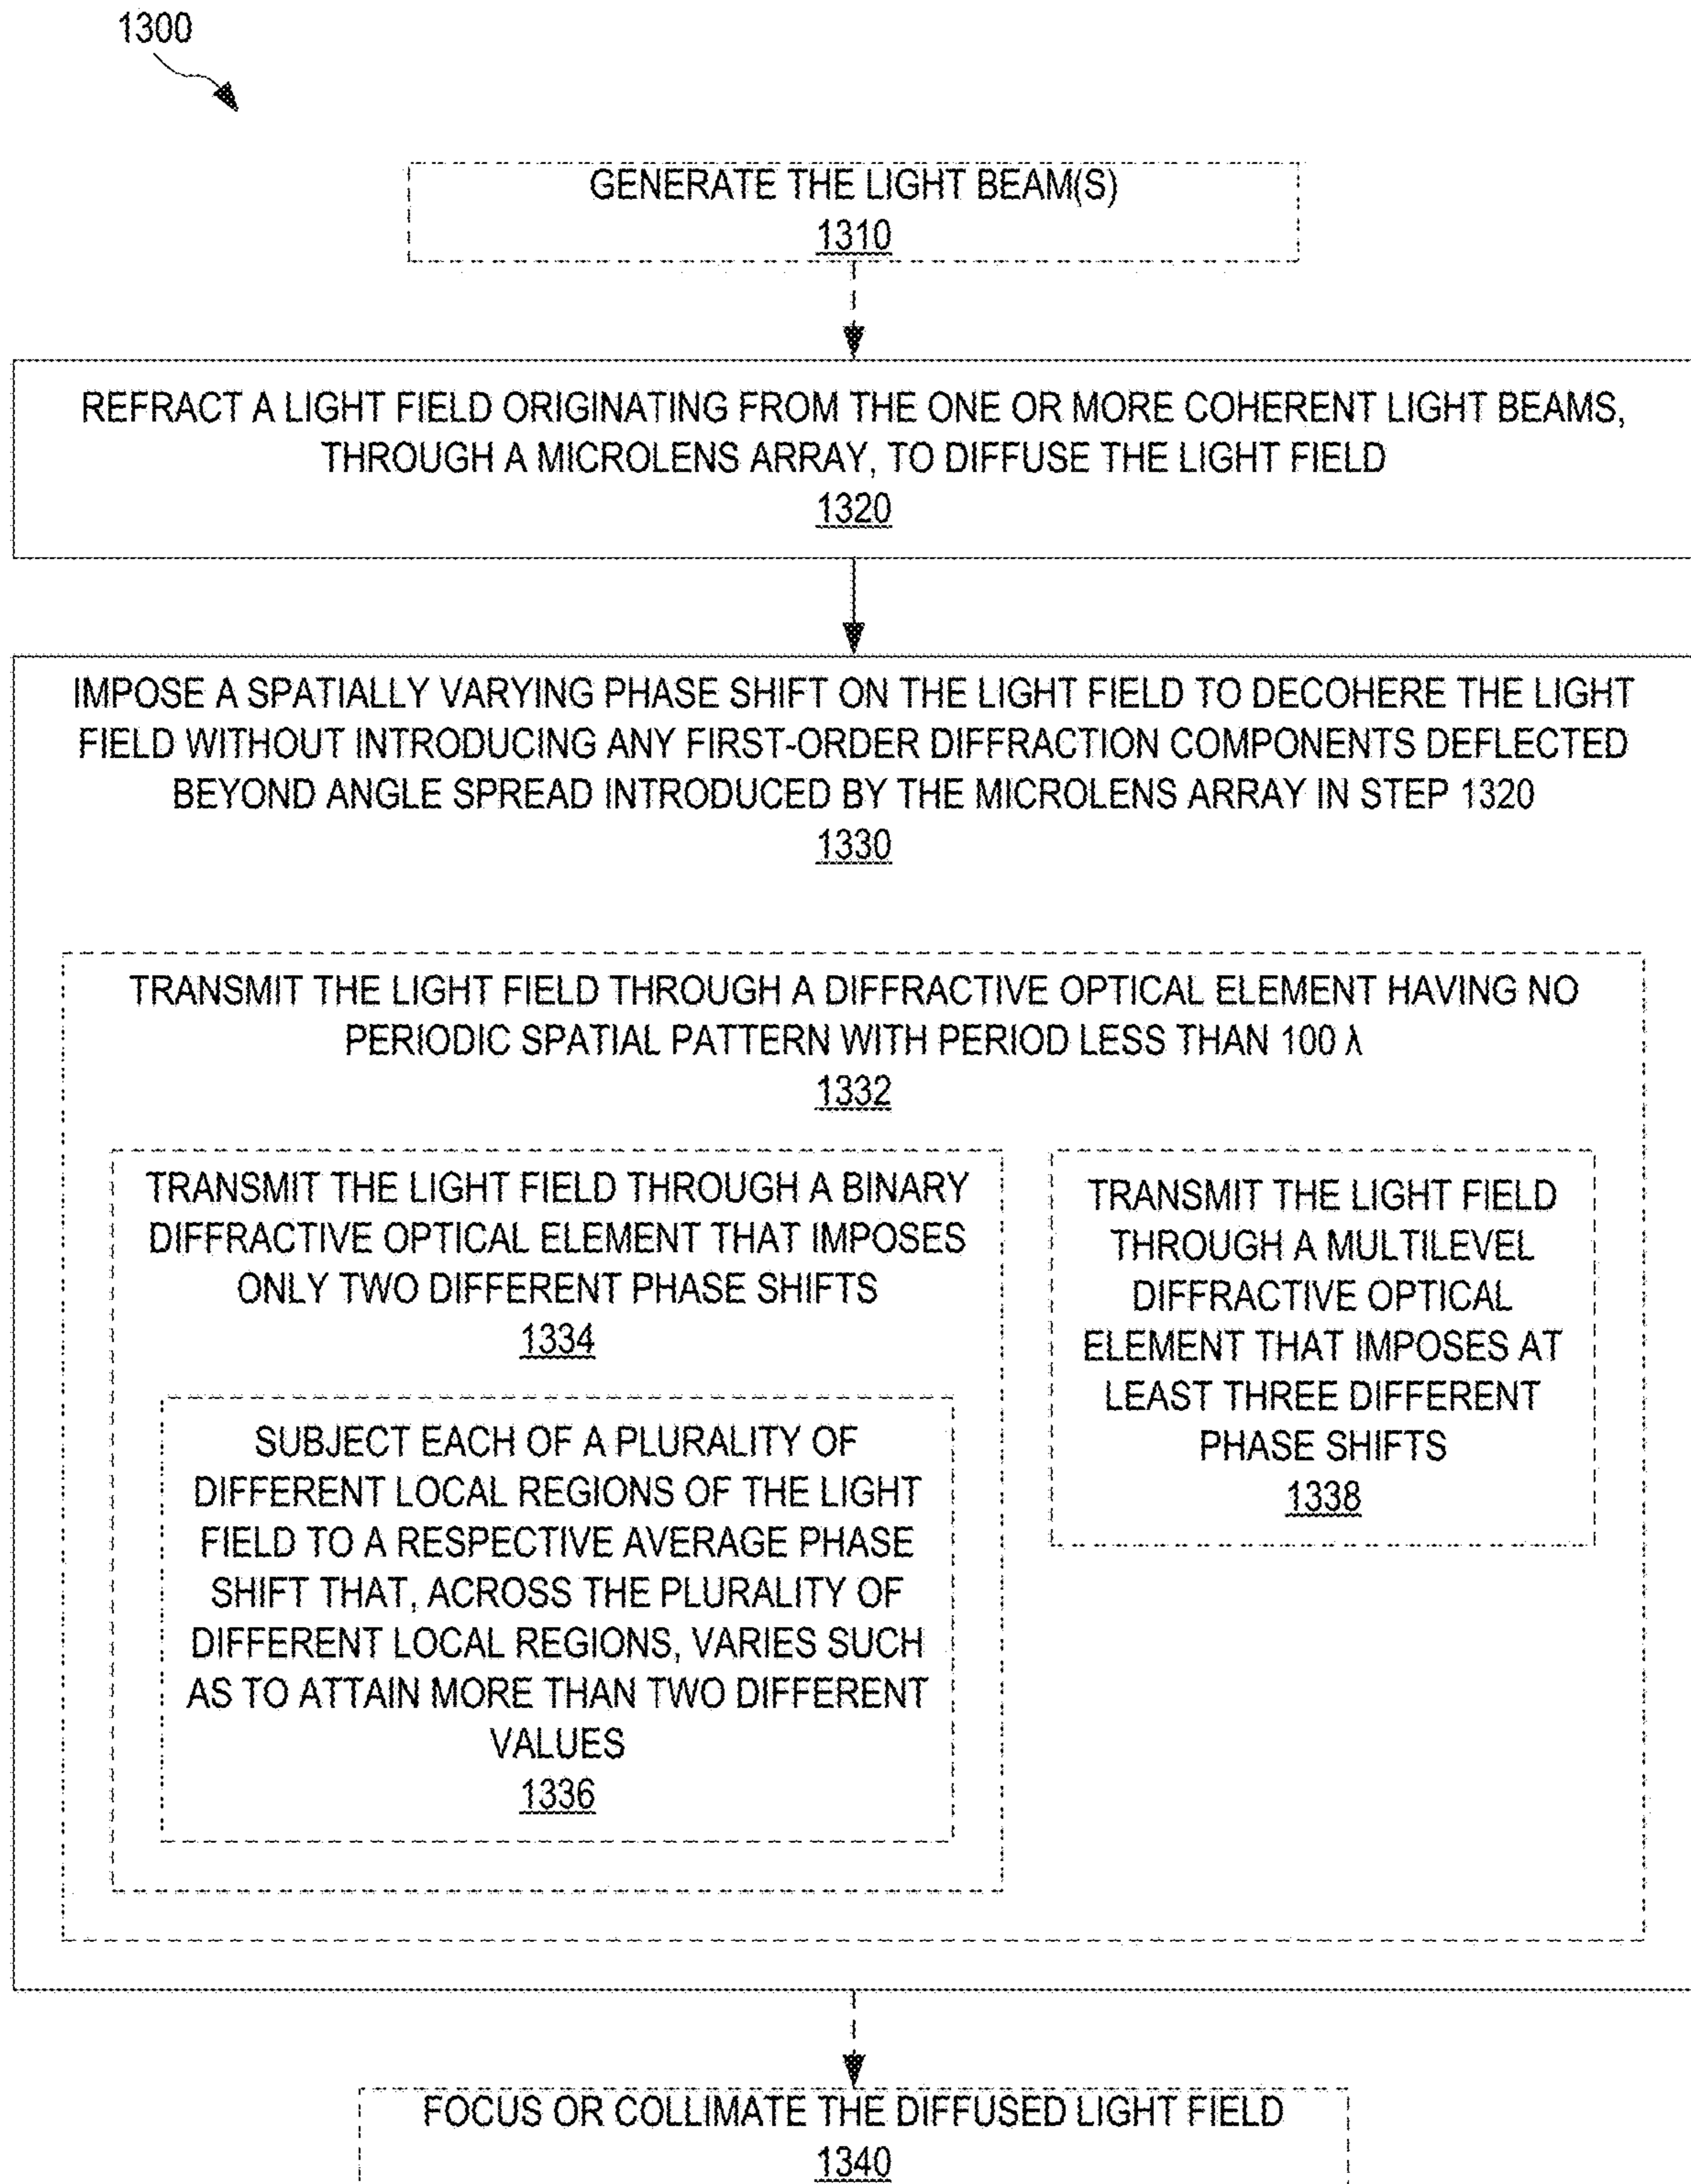 1300
GENERATE THE LIGHT BEAM(S)
1310
REFRACT A LIGHT FIELD ORIGINATING FROM THE ONE OR MORE COHERENT LIGHT BEAMS,
THROUGH A MICROLENS ARRAY, TO DIFFUSE THE LIGHT FIELD
1320
IMPOSE A SPATIALLY VARYING PHASE SHIFT ON THE LIGHT FIELD TO DECOHERE THE LIGHT
FIELD WITHOUT INTRODUCING ANY FIRST-ORDER DIFFRACTION COMPONENTS DEFLECTED
BEYOND ANGLE SPREAD INTRODUCED BY THE MICROLENS ARRAY IN STEP 1320
1330
TRANSMIT THE LIGHT FIELD THROUGH A DIFFRACTIVE OPTICAL ELEMENT HAVING NO
PERIODIC SPATIAL PATTERN WITH PERIOD LESS THAN 100 λ
1332
TRANSMIT THE LIGHT FIELD THROUGH A BINARY
DIFFRACTIVE OPTICAL ELEMENT THAT IMPOSES
ONLY TWO DIFFERENT PHASE SHIFTS
1334
SUBJECT EACH OF A PLURALITY OF
DIFFERENT LOCAL REGIONS OF THE LIGHT
FIELD TO A RESPECTIVE AVERAGE PHASE
SHIFT THAT, ACROSS THE PLURALITY OF
DIFFERENT LOCAL REGIONS, VARIES SUCH
AS TO ATTAIN MORE THAN TWO DIFFERENT
VALUES
1336
TRANSMIT THE LIGHT FIELD
THROUGH A MULTILEVEL
DIFFRACTIVE OPTICAL
ELEMENT THAT IMPOSES AT
LEAST THREE DIFFERENT
PHASE SHIFTS
1338
FOCUS OR COLLIMATE THE DIFFUSED LIGHT FIELD
1340